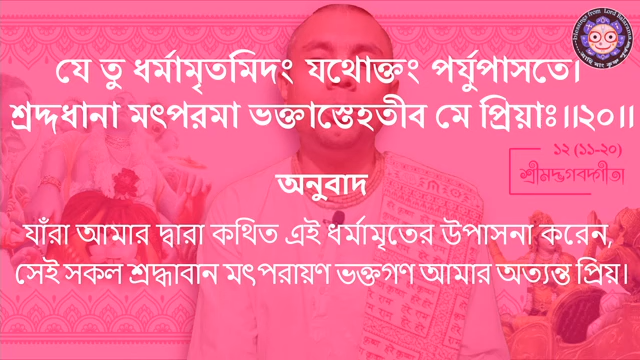 যে তু ধর্মামৃতমিদং যথোক্তং পর্যুপাসতে।
শ্রদ্দধানা মৎপরমা ভক্তাস্তেহতীব মে প্রিয়াঃ॥২০॥
১২ (১১-২০)
শ্রীমদ্ভগবদ্গীতা
অনুবাদ
যাঁরা আমার দ্বারা কথিত এই ধর্মামৃতের উপাসনা করেন,
সেই সকল শ্রদ্ধাবান মৎপরায়ণ ভক্তগণ আমার অত্যন্ত প্রিয়।